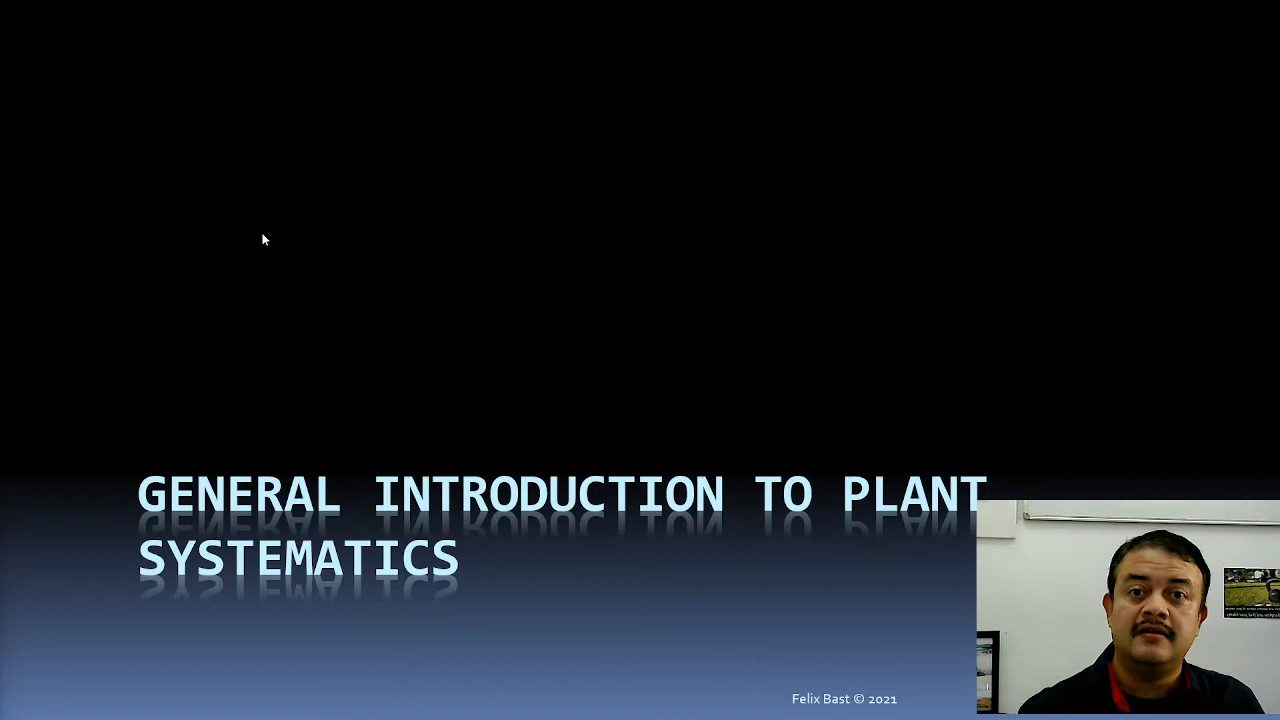 GENERAL INTRODUCTION TO PLANT
SYSTEMATICS
Felix Bast © 2021